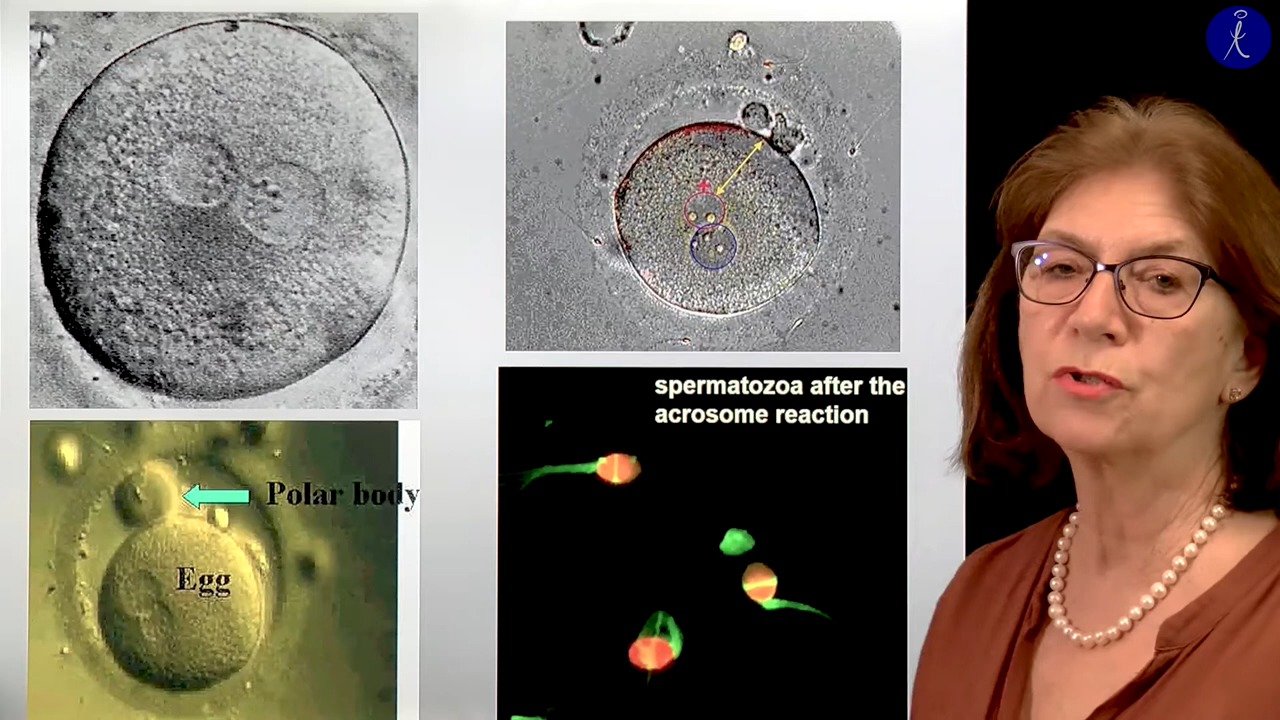 spermatozoa after the
acrosome reaction
Polar body
Egg